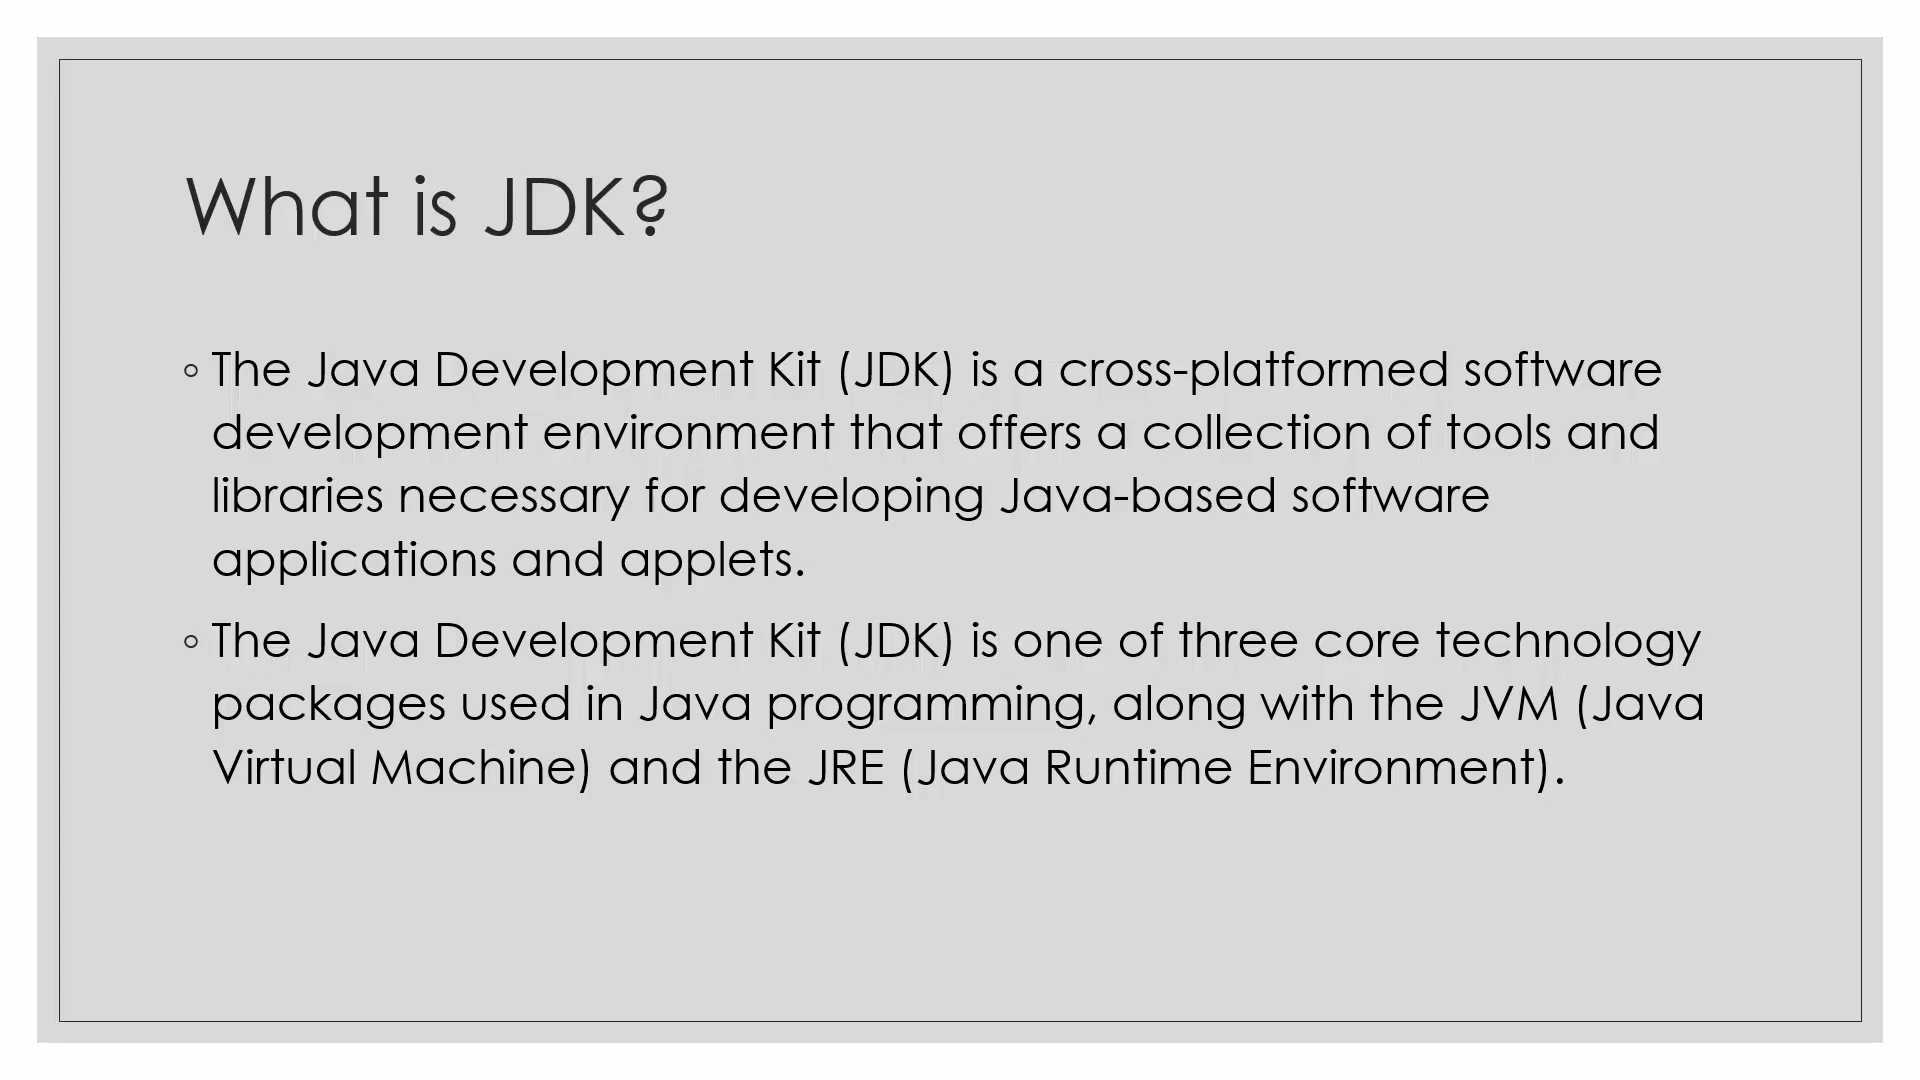 What is JDK?
◦ The Java Development Kit (JDK) is a cross-platformed software
development environment that offers a collection of tools and
libraries necessary for developing Java-based software
applications and applets.
◦ The Java Development Kit (JDK) is one of three core technology
packages used in Java programming, along with the JVM (Java
Virtual Machine) and the JRE (Java Runtime Environment).